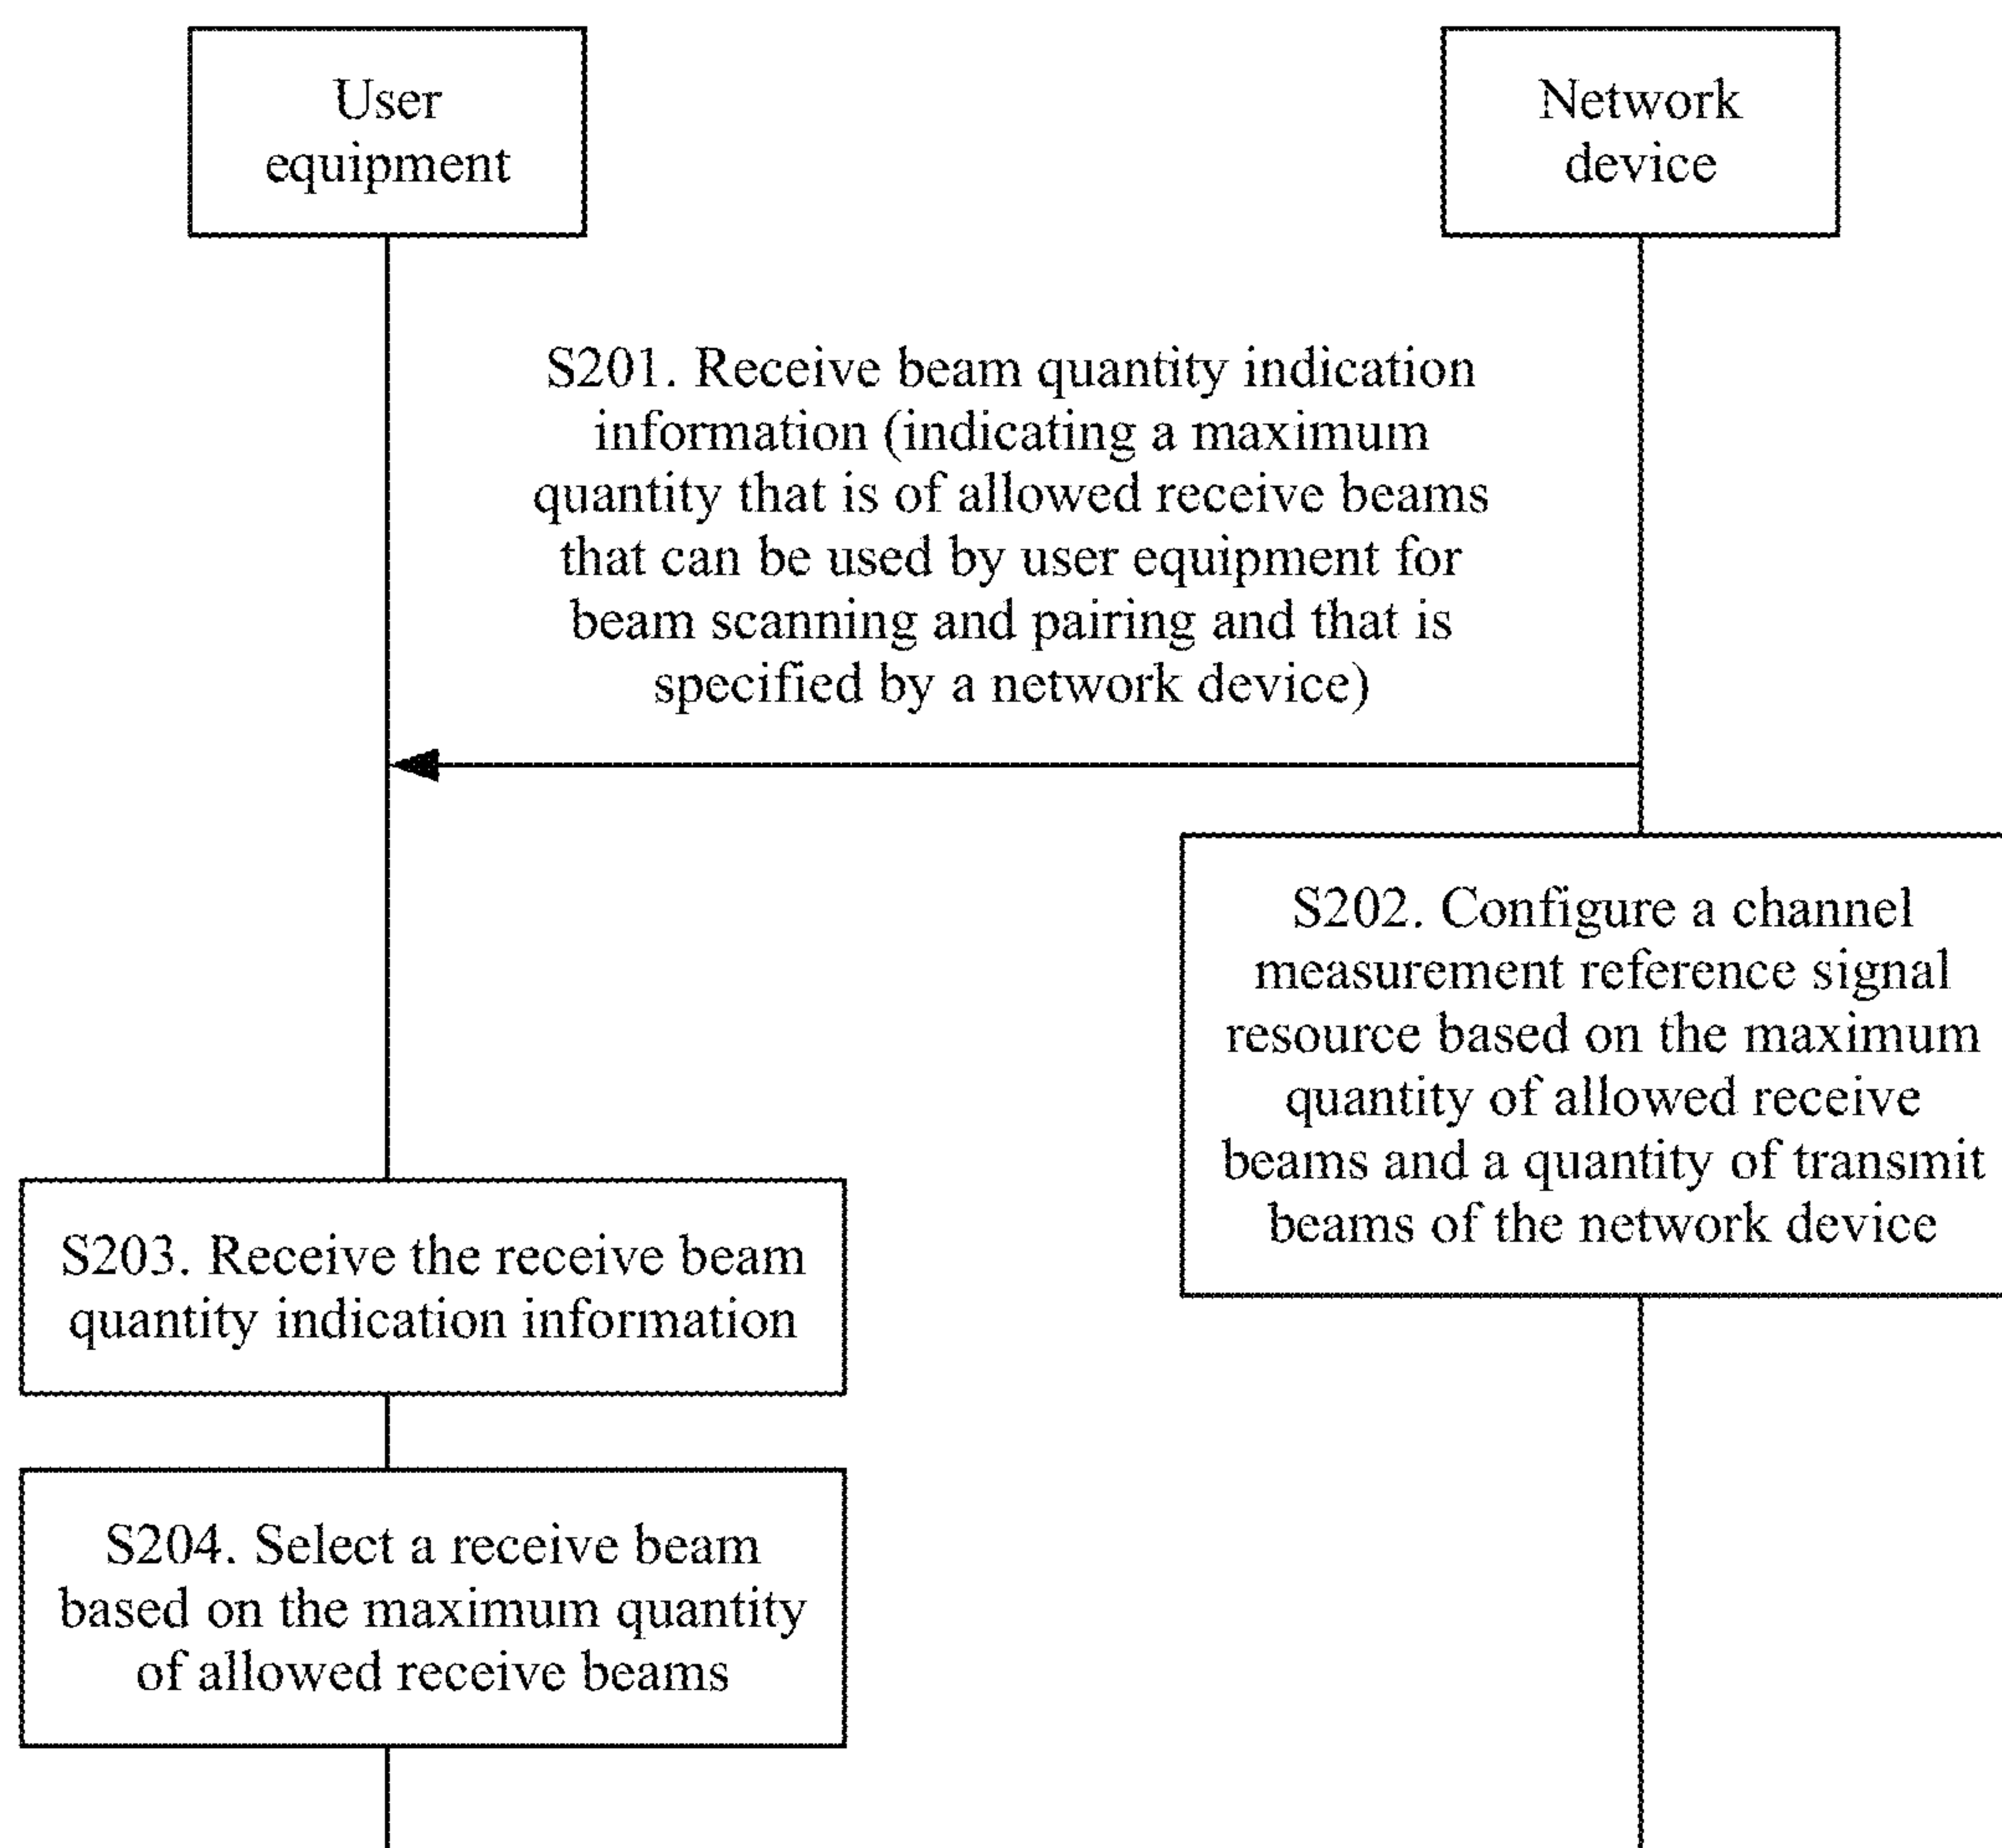 User
equipment
Network
device
S201. Receive beam quantity indication
information (indicating a maximum
quantity that is of allowed receive beams
that can be used by user equipment for
beam scanning and pairing and that is
specified by a network device)
S202. Configure a channel
measurement reference signal
resource based on the maximum
quantity of allowed receive
beams and a quantity of transmit
beams of the network device
S203. Receive the receive beam
quantity indication information
S204. Select a receive beam
based on the maximum quantity
of allowed receive beams